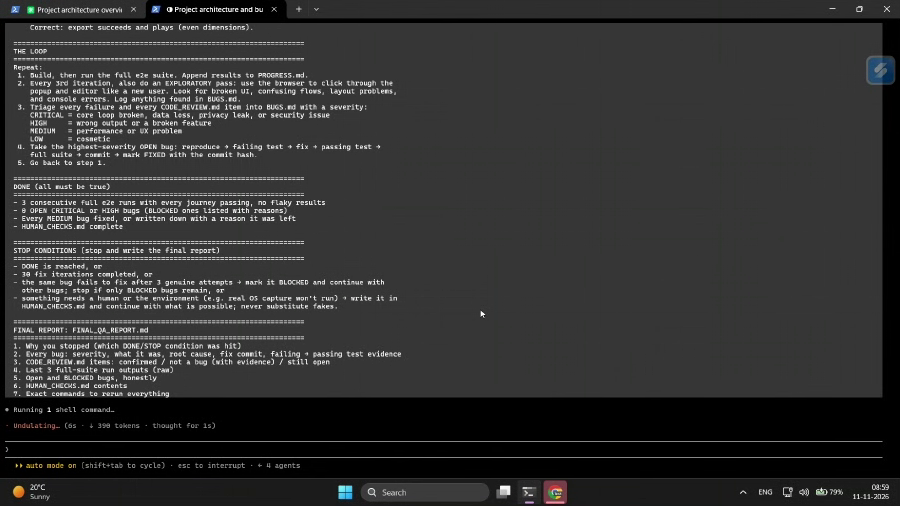 Project architecture overvi
Project architecture and bu
Correct: export succeeds and plays (even dimensions).
======================================================================
THE LOOP
======================================================================
Repeat:
1. Build, then run the full e2e suite. Append results to PROGRESS.md.
2. Every 3rd iteration, also do an EXPLORATORY pass: use the browser to click through the
popup and editor like a new user. Look for broken UI, confusing flows, layout problems,
and console errors. Log anything found in BUGS.md.
3. Triage every failure and every CODE_REVIEW.md item into BUGS.md with a severity:
CRITICAL = core loop broken, data loss, privacy leak, or security issue
HIGH = wrong output or a broken feature
MEDIUM = performance or UX problem
LOW = cosmetic
4. Take the highest-severity OPEN bug: reproduce → failing test → fix → passing test →
full suite → commit → mark FIXED with the commit hash.
5. Go back to step 1.
======================================================================
DONE (all must be true)
======================================================================
- 3 consecutive full e2e runs with every journey passing, no flaky results
- 0 OPEN CRITICAL or HIGH bugs (BLOCKED ones listed with reasons)
- Every MEDIUM bug fixed, or written down with a reason it was left
- HUMAN_CHECKS.md complete
======================================================================
STOP CONDITIONS (stop and write the final report)
======================================================================
- DONE is reached, or
- 30 fix iterations completed, or
- the same bug fails to fix after 3 genuine attempts → mark it BLOCKED and continue with
other bugs; stop if only BLOCKED bugs remain, or
- something needs a human or the environment (e.g. real OS capture won't run) → write it in
HUMAN_CHECKS.md and continue with what is possible; never substitute fakes.
======================================================================
FINAL REPORT: FINAL_QA_REPORT.md
======================================================================
1. Why you stopped (which DONE/STOP condition was hit)
2. Every bug: severity, what it was, root cause, fix commit, failing → passing test evidence
3. CODE_REVIEW.md items: confirmed / not a bug (with evidence) / still open
4. Last 3 full-suite run outputs (raw)
5. Open and BLOCKED bugs, honestly
6. HUMAN_CHECKS.md contents
7. Exact commands to rerun everything
● Running 1 shell command…
· Undulating… (6s · ↓ 390 tokens · thought for 1s)
❯
⏵⏵ auto mode on (shift+tab to cycle) · esc to interrupt · ← 4 agents
20°C
Sunny
Search
ENG
79%
08:59
11-11-2026